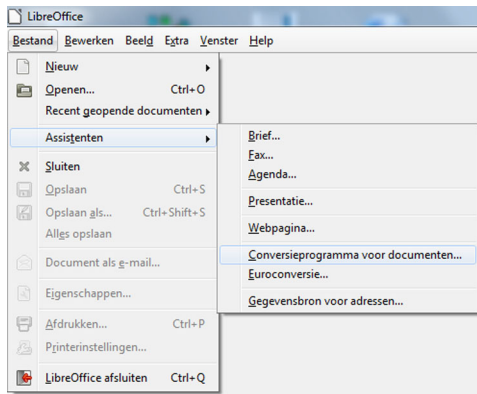 LibreOffice
Bestand Bewerken Beeld Extra Venster Help
Nieuw
Openen... Ctrl+O
Recent geopende documenten
Assistenten
Sluiten
Opslaan Ctrl+S
Opslaan als... Ctrl+Shift+S
Alles opslaan
Document als e-mail...
Eigenschappen...
Afdrukken... Ctrl+P
Printerinstellingen...
LibreOffice afsluiten Ctrl+Q
Brief...
Fax...
Agenda...
Presentatie...
Webpagina...
Conversieprogramma voor documenten...
Euroconversie...
Gegevensbron voor adressen...